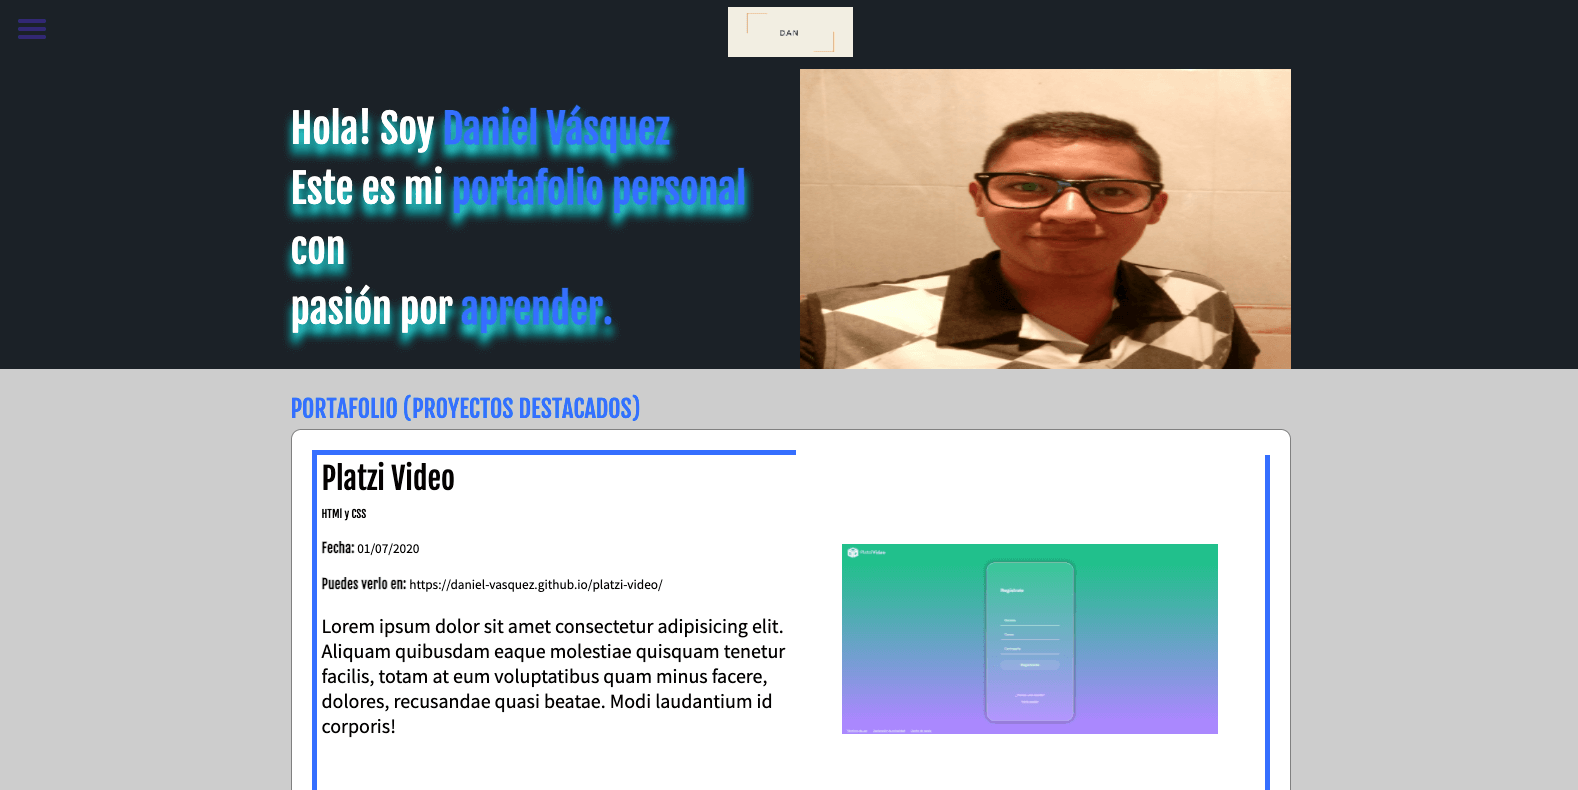 DAN
Hola! Soy Daniel Vásquez
Este es mi portafolio personal
con
pasión por aprender.
PORTAFOLIO (PROYECTOS DESTACADOS)
Platzi Video
HTMl y CSS
Fecha: 01/07/2020
Puedes verlo en: https://daniel-vasquez.github.io/platzi-video/
Lorem ipsum dolor sit amet consectetur adipisicing elit.
Aliquam quibusdam eaque molestiae quisquam tenetur
facilis, totam at eum voluptatibus quam minus facere,
dolores, recusandae quasi beatae. Modi laudantium id
corporis!
PlatziVideo
Regístrate